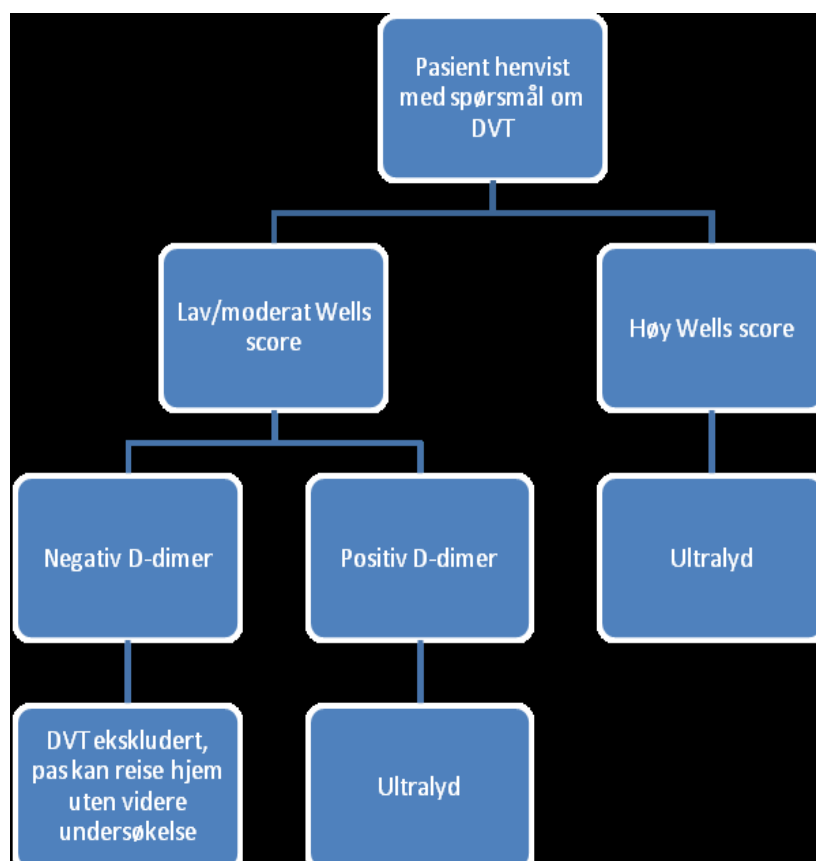 Pasient henvist
med spørsmål om
DVT
Lav/moderat Wells
score
Høy Wells score
Negativ D-dimer
Positiv D-dimer
Ultralyd
DVT ekskludert,
pas kan reise hjem
uten videre
undersøkelse
Ultralyd